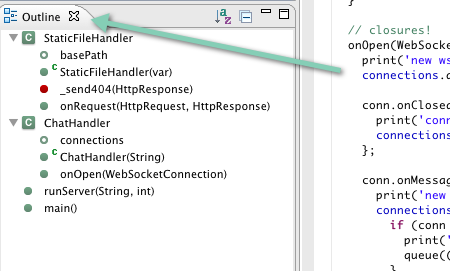 Outline
StaticFileHandler
basePath
StaticFileHandler(var)
_send404(HttpResponse)
onRequest(HttpRequest, HttpResponse)
ChatHandler
connections
ChatHandler(String)
onOpen(WebSocketConnection)
runServer(String, int)
main()
}
// closures!
onOpen(WebSocket
print('new ws
connections.
conn.onClosed
print('conn
connections
};
conn.onMessag
print('new
connections
if (conn
print('
queue((
}